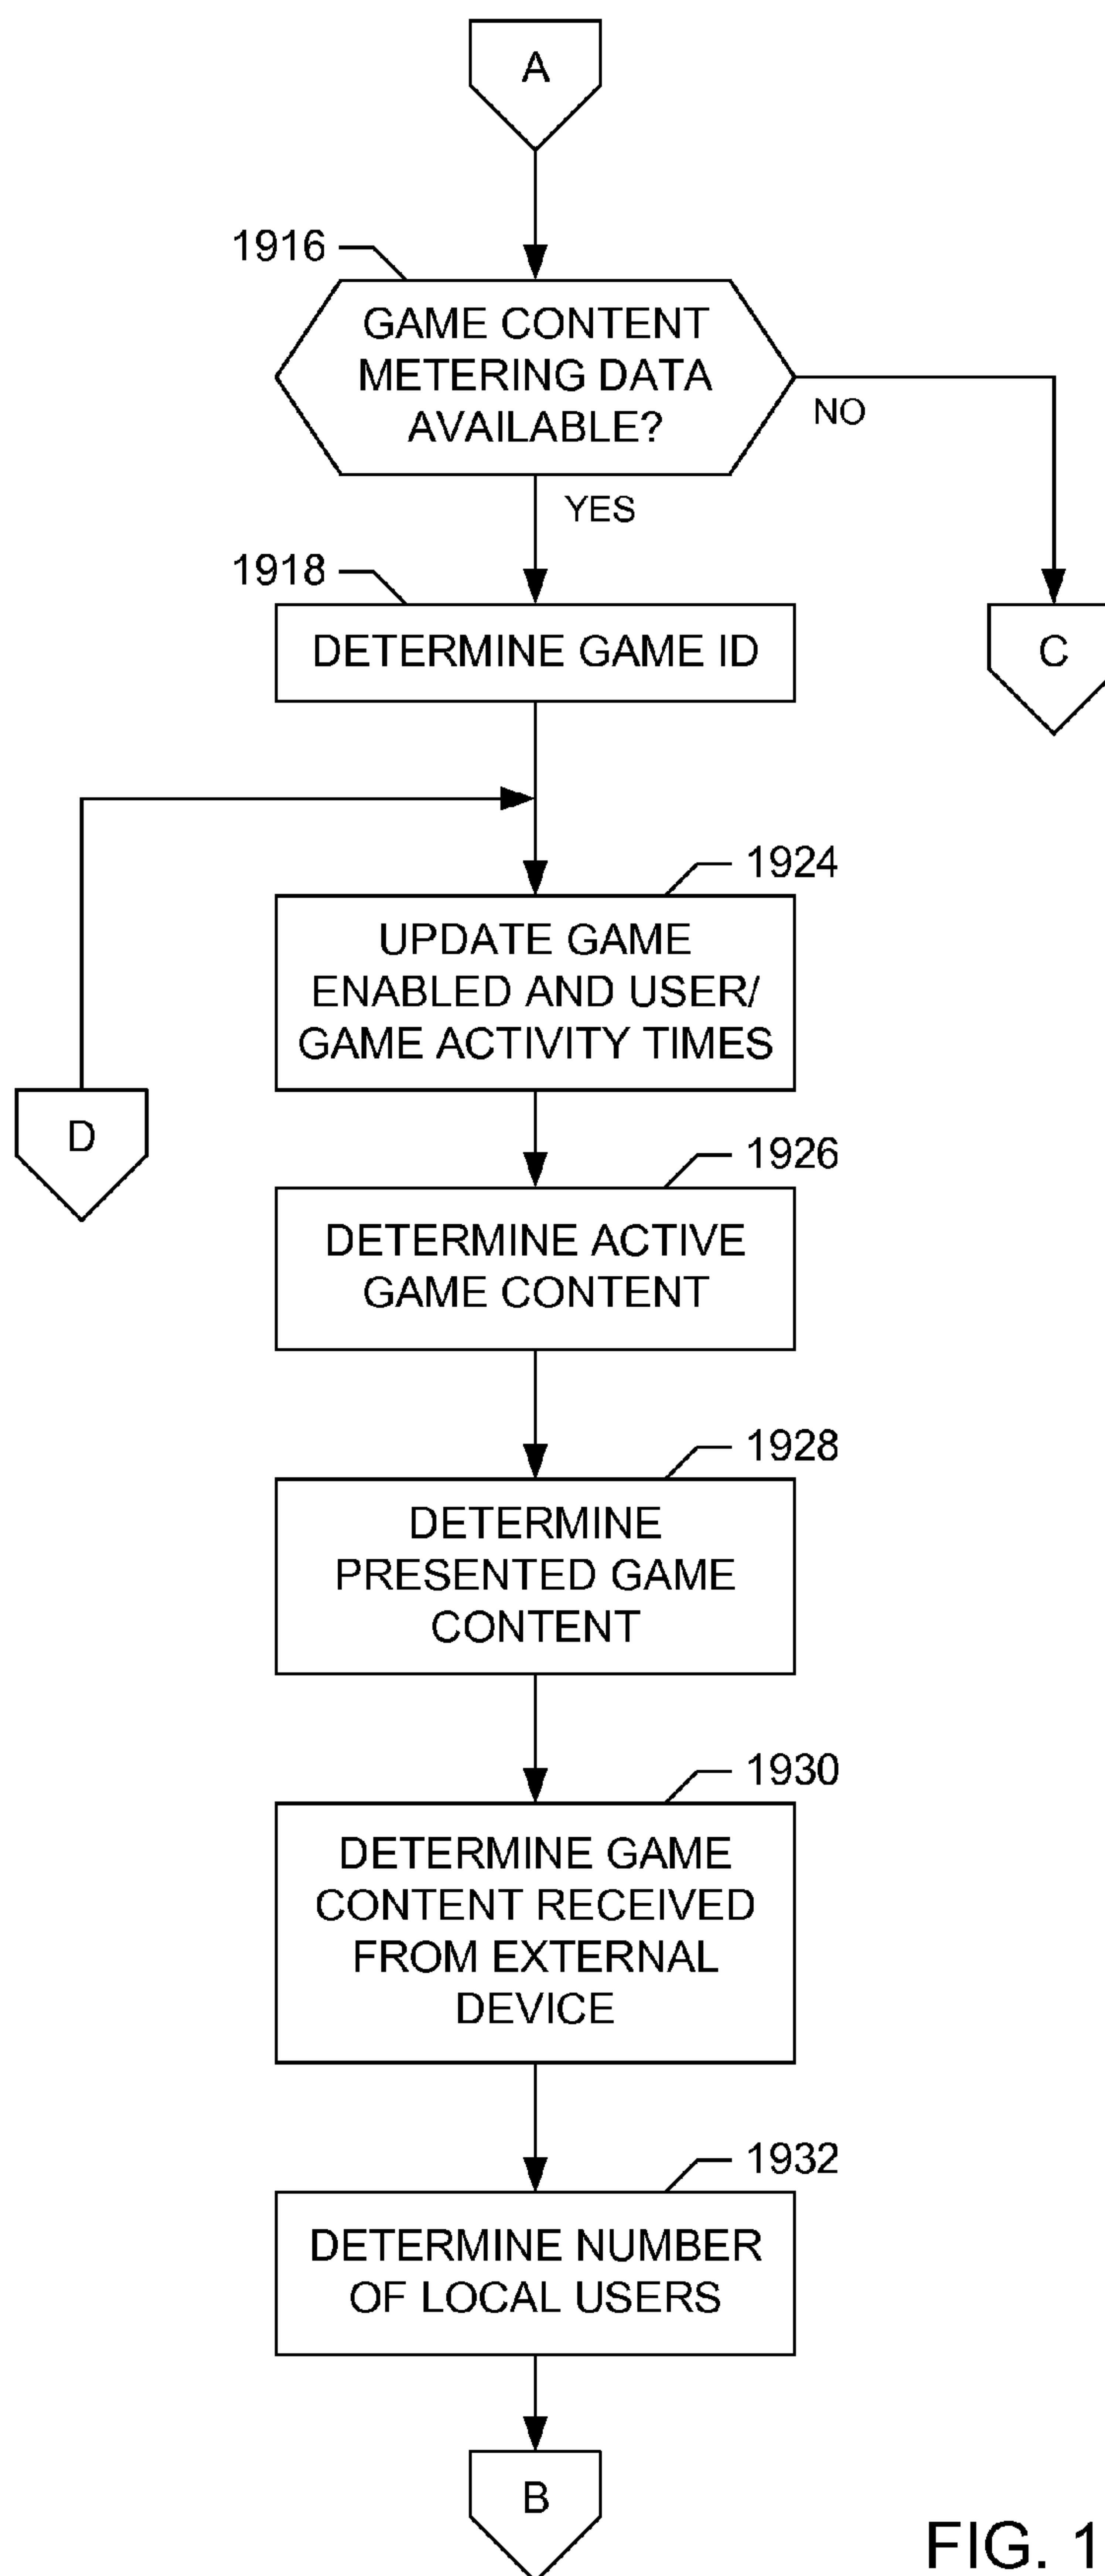 A
1916
GAME CONTENT
METERING DATA
AVAILABLE?
NO
YES
1918
DETERMINE GAME ID
C
1924
UPDATE GAME
ENABLED AND USER/
GAME ACTIVITY TIMES
D
1926
DETERMINE ACTIVE
GAME CONTENT
1928
DETERMINE
PRESENTED GAME
CONTENT
1930
DETERMINE GAME
CONTENT RECEIVED
FROM EXTERNAL
DEVICE
1932
DETERMINE NUMBER
OF LOCAL USERS
B
FIG. 1